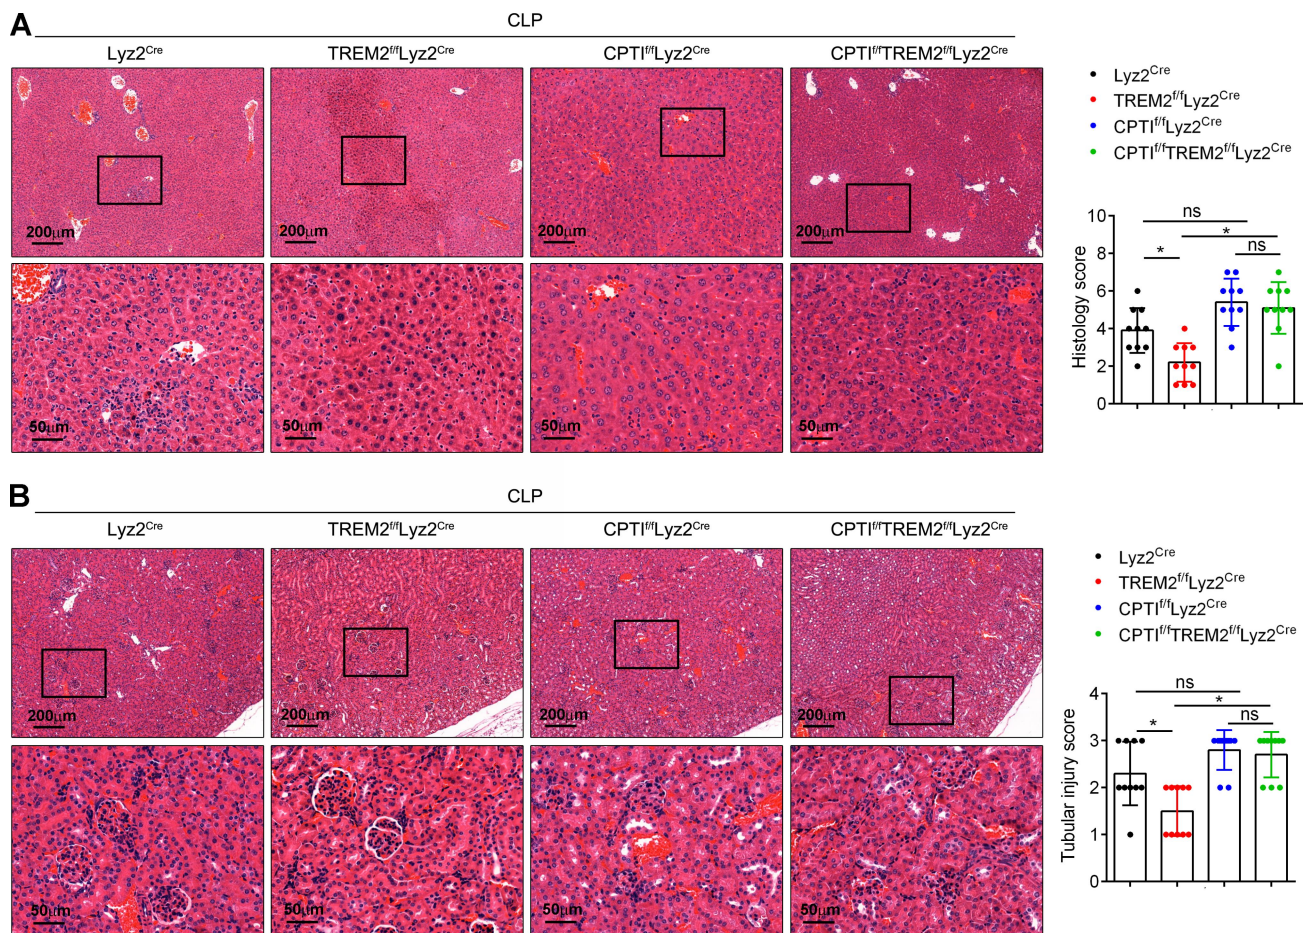 A
CLP
Lyz2Cre
TREM2f/fLyz2Cre
CPTIf/fLyz2Cre
CPTIf/fTREM2f/fLyz2Cre
200μm
200μm
200μm
200μm
50μm
50μm
50μm
50μm
Lyz2Cre
TREM2f/fLyz2Cre
CPTIf/fLyz2Cre
CPTIf/fTREM2f/fLyz2Cre
Histology score
10
8
6
4
2
0
ns
*
*
ns
B
CLP
Lyz2Cre
TREM2f/fLyz2Cre
CPTIf/fLyz2Cre
CPTIf/fTREM2f/fLyz2Cre
200μm
200μm
200μm
200μm
50μm
50μm
50μm
50μm
Lyz2Cre
TREM2f/fLyz2Cre
CPTIf/fLyz2Cre
CPTIf/fTREM2f/fLyz2Cre
Tubular injury score
4
3
2
1
0
ns
*
*
ns